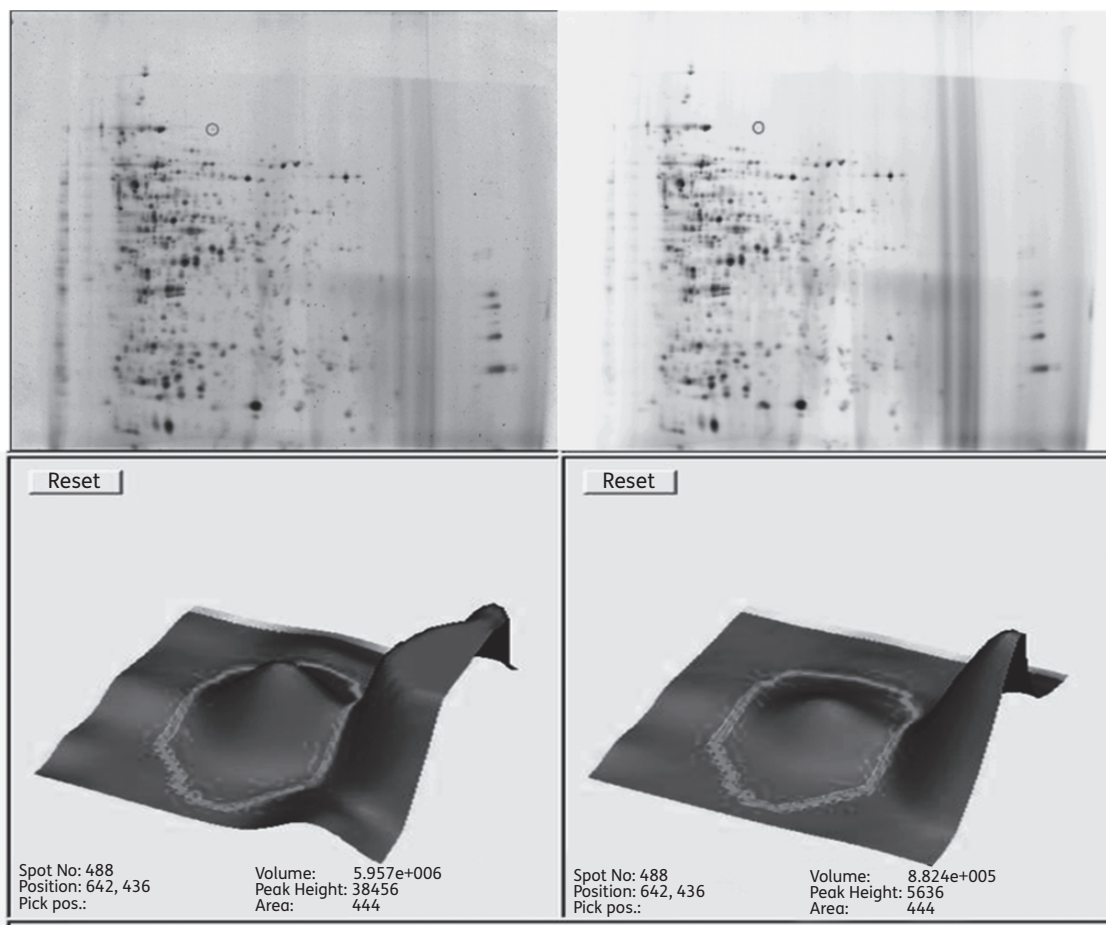 Reset
Reset
Spot No: 488
Position: 642, 436
Pick pos.:
Volume: 5.957e+006
Peak Height: 38456
Area: 444
Spot No: 488
Position: 642, 436
Pick pos.:
Volume: 8.824e+005
Peak Height: 5636
Area: 444